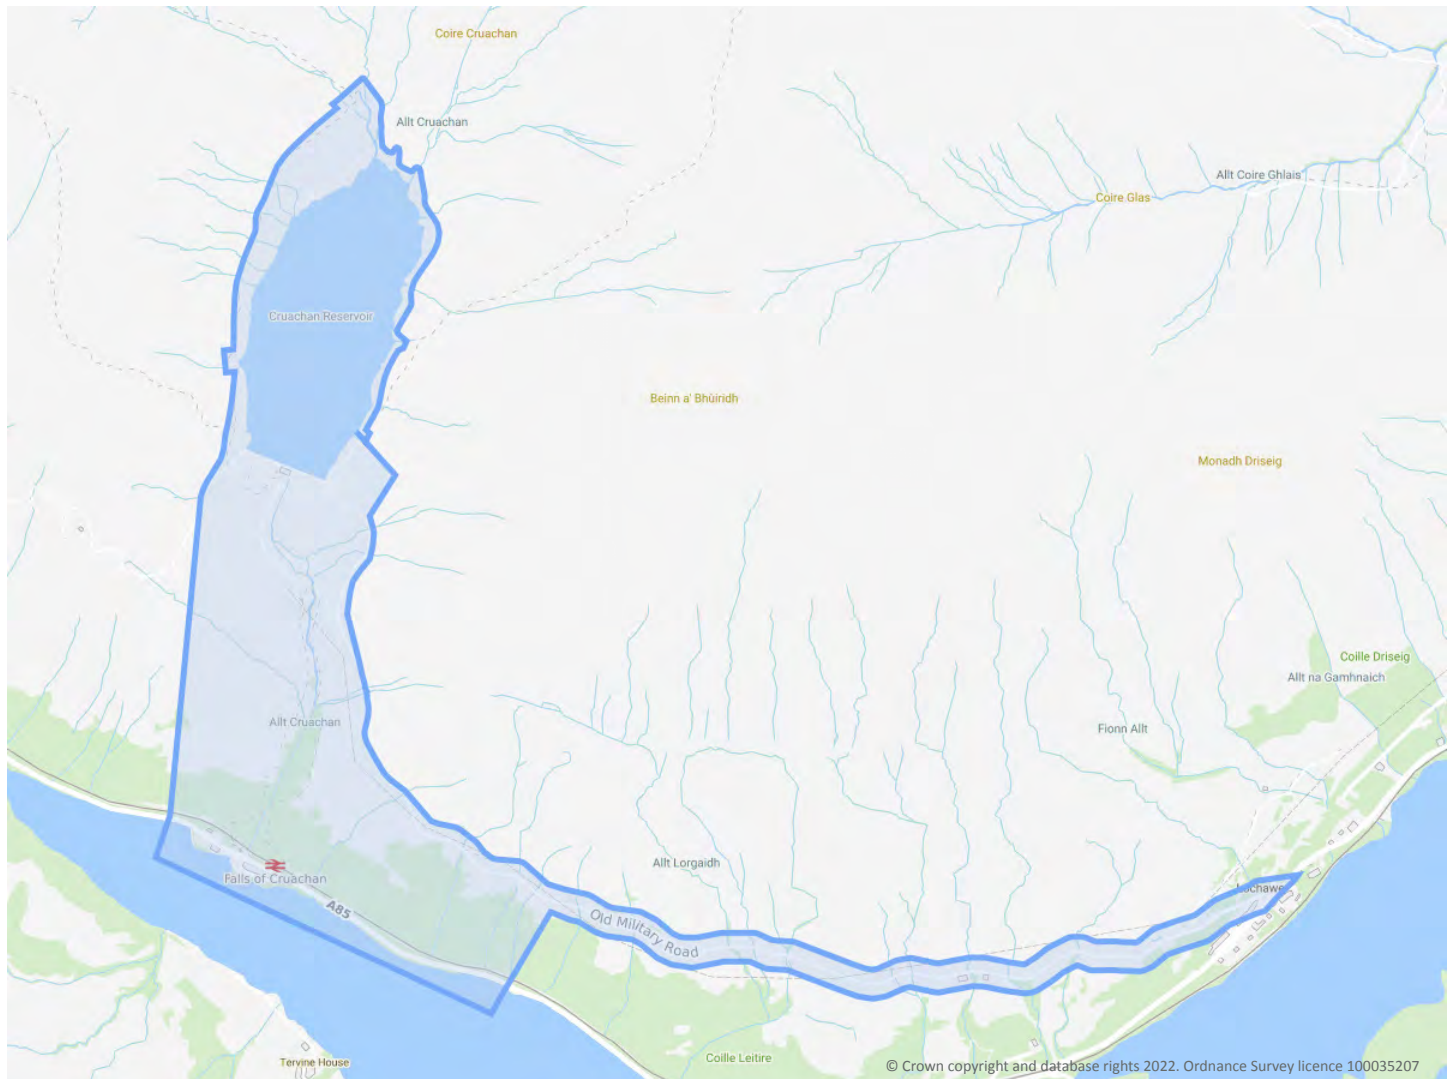 Coire Cruachan
Allt Cruachan
Allt Coire Ghlais
Coire Glas
Cruachan Reservoir
Beinn a' Bhùiridh
Monadh Driseig
Coille Driseig
Allt na Gamhnaich
Allt Cruachan
Fionn Allt
Allt Lorgaidh
Falls of Cruachan
Lochawe
A85
Old Military Road
Coille Leitire
Tervine House
© Crown copyright and database rights 2022. Ordnance Survey licence 100035207